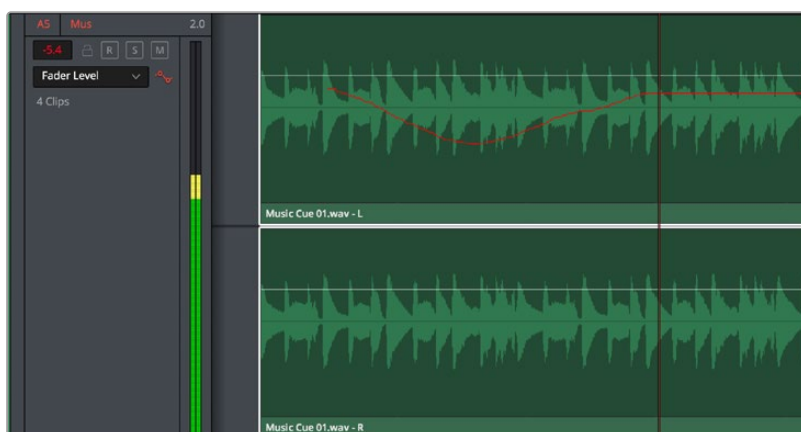 A5 Mus 2.0
-5.4 R S M
Fader Level
4 Clips
Music Cue 01.wav - L
Music Cue 01.wav - R